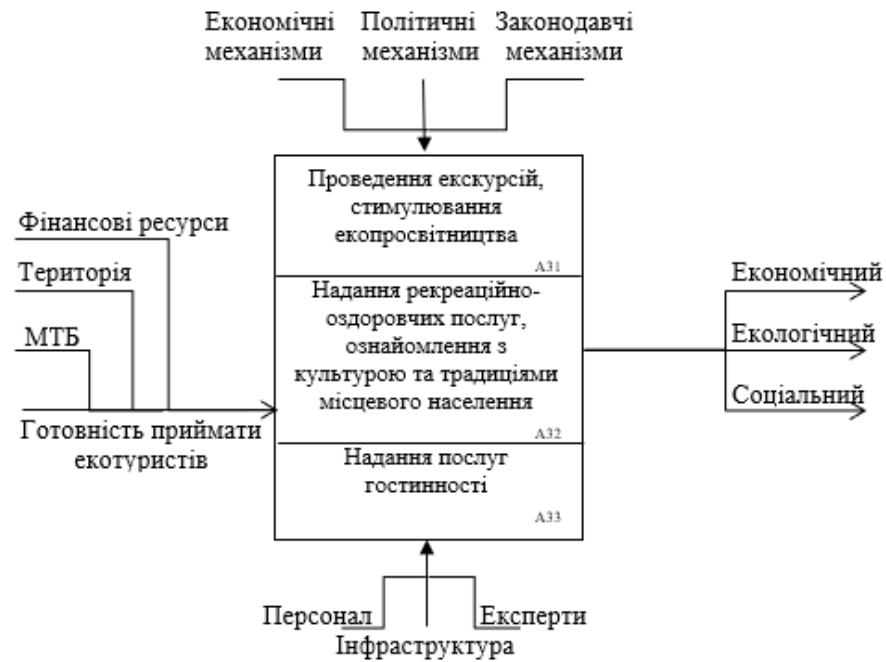 Економічні Політичні Законодавчі
механізми механізми механізми
Проведення екскурсій,
стимулювання
екопросвітництва
А31
Фінансові ресурси
Територія
МТБ
Готовність приймати
екотуристів
Надання рекреаційно-
оздоровчих послуг,
ознайомлення з
культурою та традиціями
місцевого населення
А32
Надання послуг
гостинності
А33
Економічний
Екологічний
Соціальний
Персонал Експерти
Інфраструктура